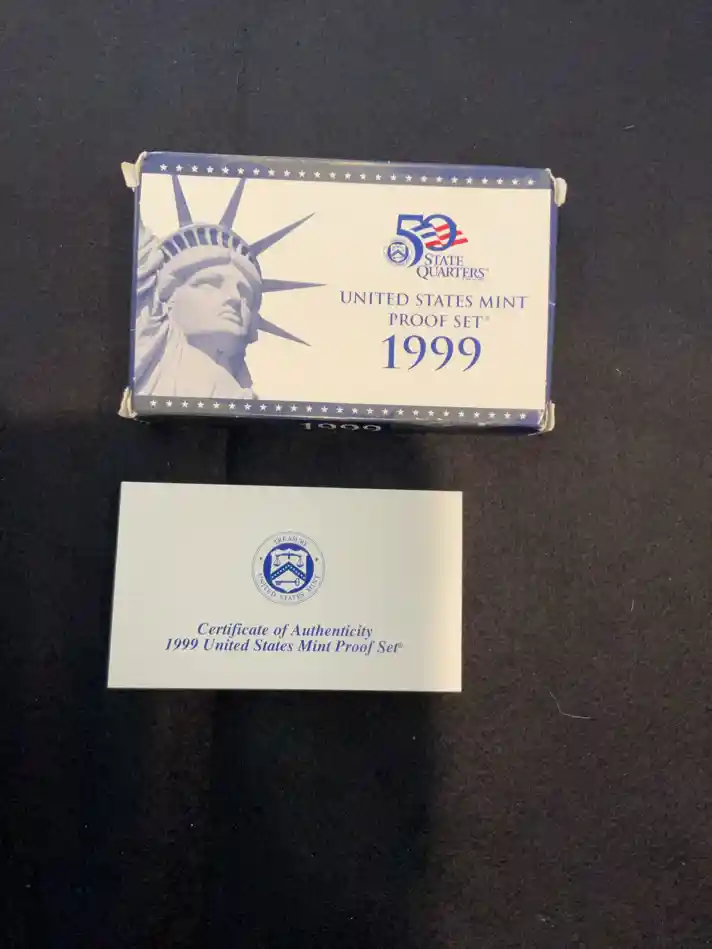 50
STATE
QUARTERS™
UNITED STATES MINT
PROOF SET®
1999
1999
TREASURY
UNITED STATES MINT
Certificate of Authenticity
1999 United States Mint Proof Set®